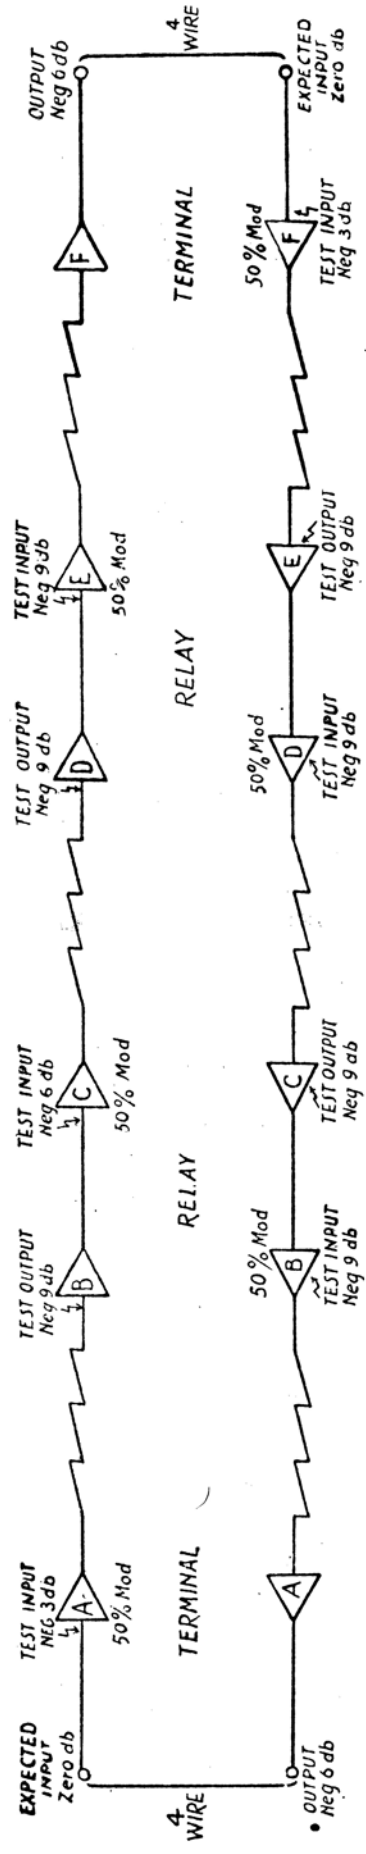 EXPECTED
INPUT
Zero db
TEST INPUT
NEG 3 db
A
50% Mod
TEST OUTPUT
Neg 9 db
B
TEST INPUT
Neg 6 db
C
50% Mod
TEST OUTPUT
Neg 9 db
D
TEST INPUT
Neg 9 db
E
50% Mod
F
OUTPUT
Neg 6 db
4
WIRE
TERMINAL
RELAY
RELAY
TERMINAL
4
WIRE
OUTPUT
Neg 6 db
A
50% Mod
B
TEST INPUT
Neg 9 db
C
TEST OUTPUT
Neg 9 db
50% Mod
D
TEST INPUT
Neg 9 db
E
TEST OUTPUT
Neg 9 db
50% Mod
F
TEST INPUT
Neg 3 db
EXPECTED
INPUT
Zero db